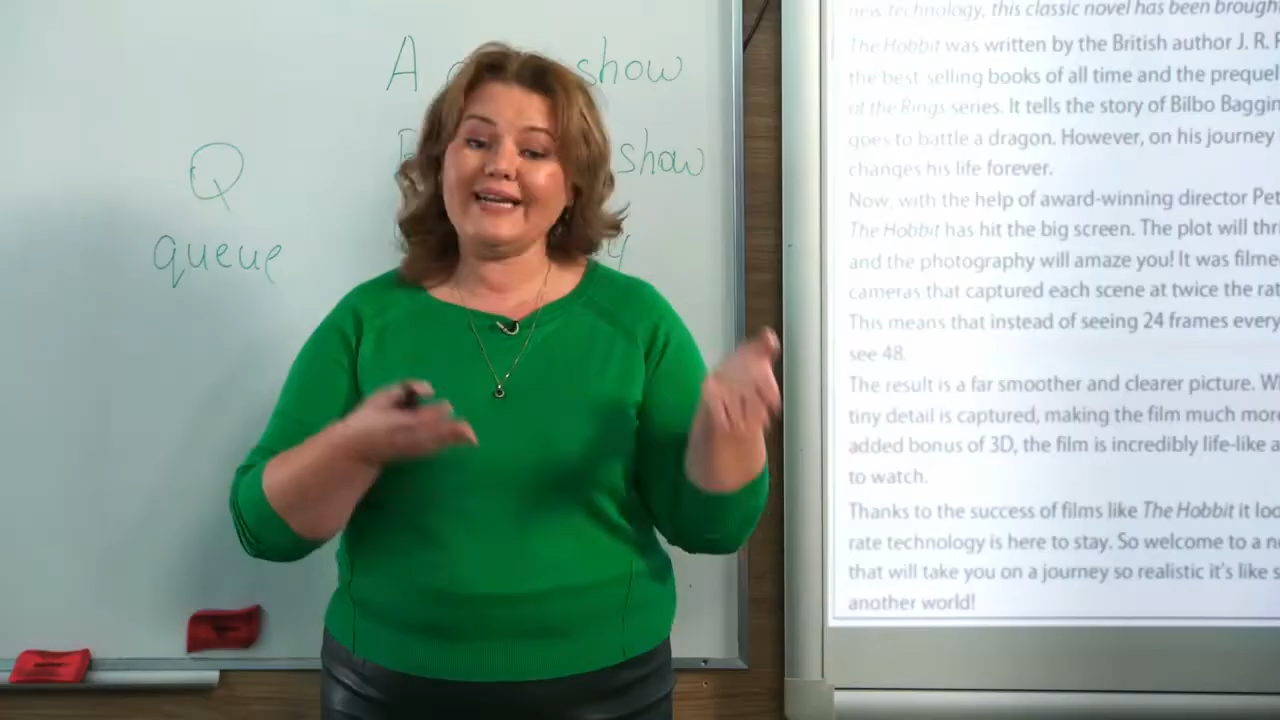 A show
show
Q
queue
new technology, this classic novel has been brought
The Hobbit was written by the British author J. R. R
the best selling books of all time and the prequel
of the Rings series. It tells the story of Bilbo Baggin
goes to battle a dragon. However, on his journey
changes his life forever.
Now, with the help of award-winning director Pet
The Hobbit has hit the big screen. The plot will thri
and the photography will amaze you! It was filme
cameras that captured each scene at twice the rat
This means that instead of seeing 24 frames every
see 48.
The result is a far smoother and clearer picture. Wi
tiny detail is captured, making the film much mor
added bonus of 3D, the film is incredibly life-like a
to watch.
Thanks to the success of films like The Hobbit it loo
rate technology is here to stay. So welcome to a n
that will take you on a journey so realistic it's like s
another world!